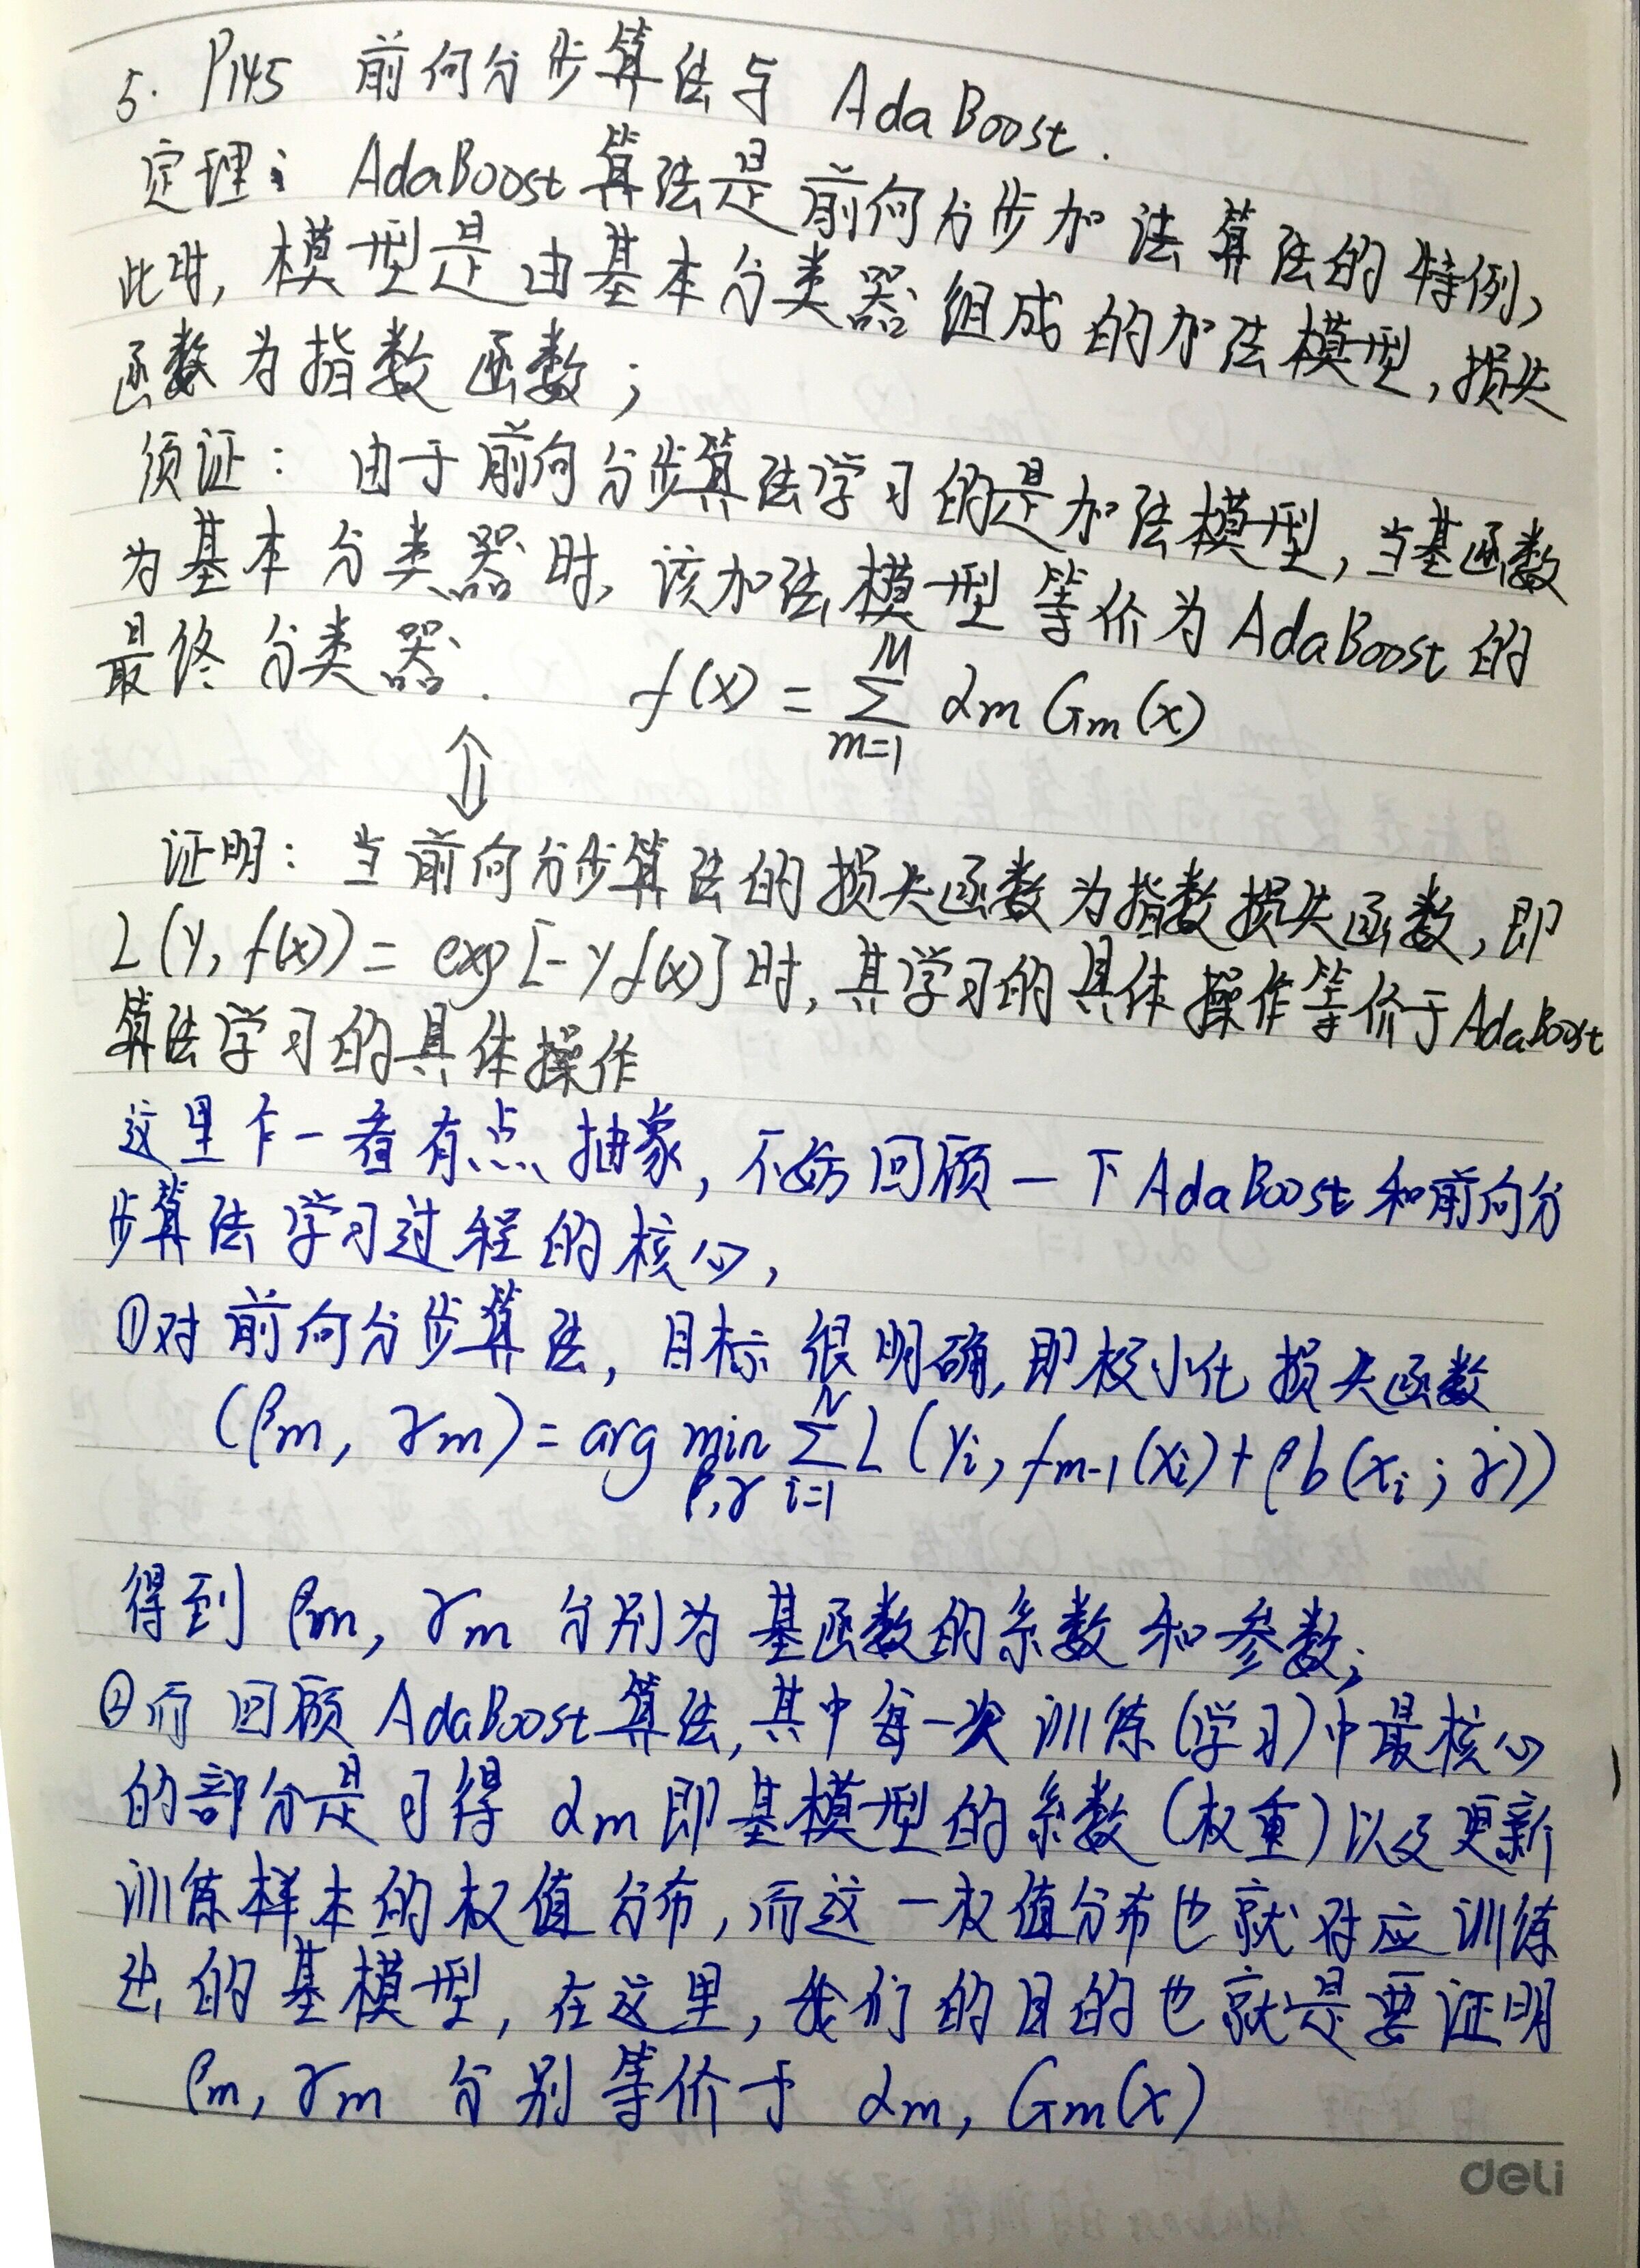 5. P145 前向分步算法与 AdaBoost.
定理: AdaBoost算法是前向分步加法算法的特例,
此时, 模型是由基本分类器组成的加法模型, 损失
函数为指数函数;
须证: 由于前向分步算法学习的是加法模型, 当基函数
为基本分类器时, 该加法模型等价为AdaBoost的
最终分类器. f(x) = \sum_{m=1}^{M} α_m G_m(x)
⇕
证明: 当前向分步算法的损失函数为指数损失函数, 即
L(y, f(x)) = exp[-yf(x)]时, 其学习的具体操作等价于AdaBoost
算法学习的具体操作
这里乍一看有点抽象, 不妨回顾一下AdaBoost和前向分
步算法学习过程的核心,
①对前向分步算法, 目标很明确, 即极小化损失函数
(β_m, γ_m) = arg min_{β,γ} \sum_{i=1}^{N} L(y_i, f_{m-1}(x_i) + βb(x_i; γ))
得到 β_m, γ_m 分别为基函数的系数和参数;
②而回顾AdaBoost算法, 其中每一次训练(学习)中最核心
的部分是习得 α_m 即基模型的系数(权重)以及更新
训练样本的权值分布, 而这一权值分布也就对应训练
出的基模型, 在这里, 我们的目的也就是要证明
β_m, γ_m 分别等价于 α_m, G_m(x)
deli